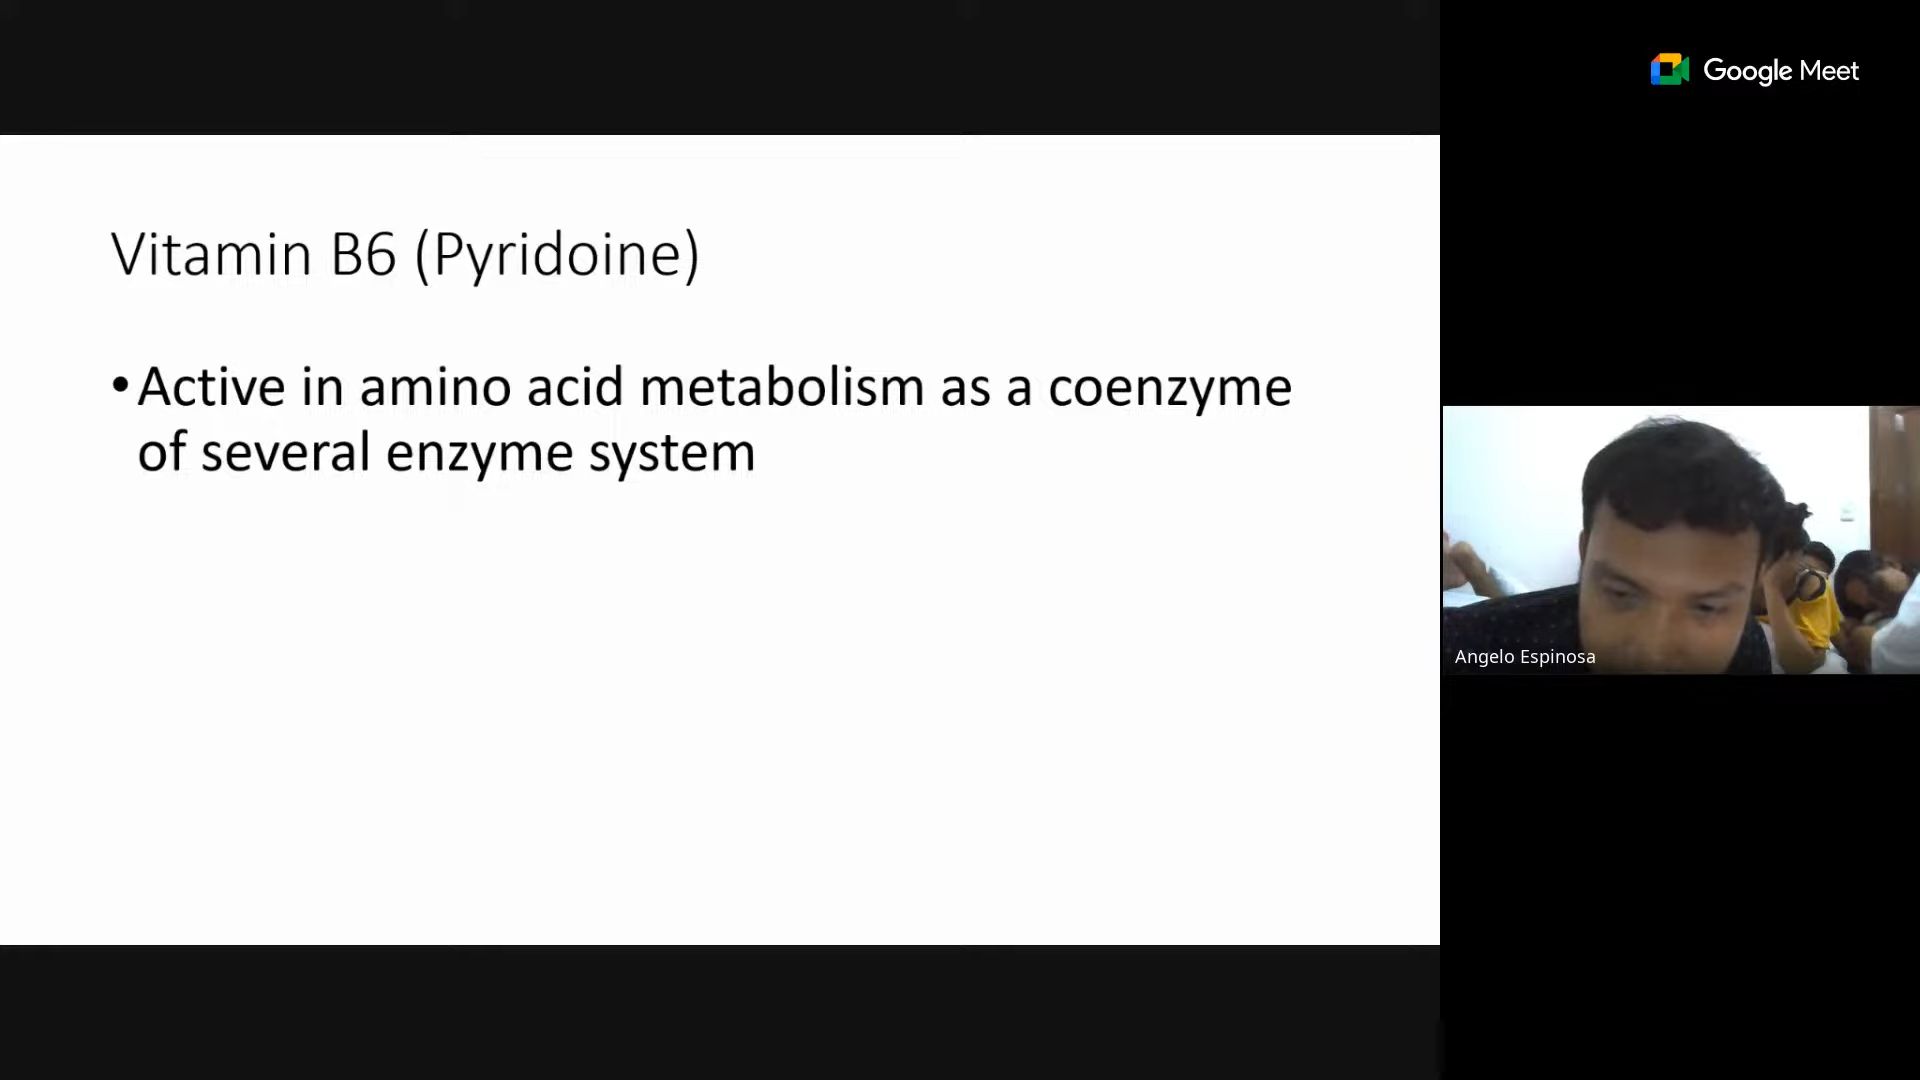 Google Meet
Vitamin B6 (Pyridoine)
•Active in amino acid metabolism as a coenzyme
of several enzyme system
Angelo Espinosa